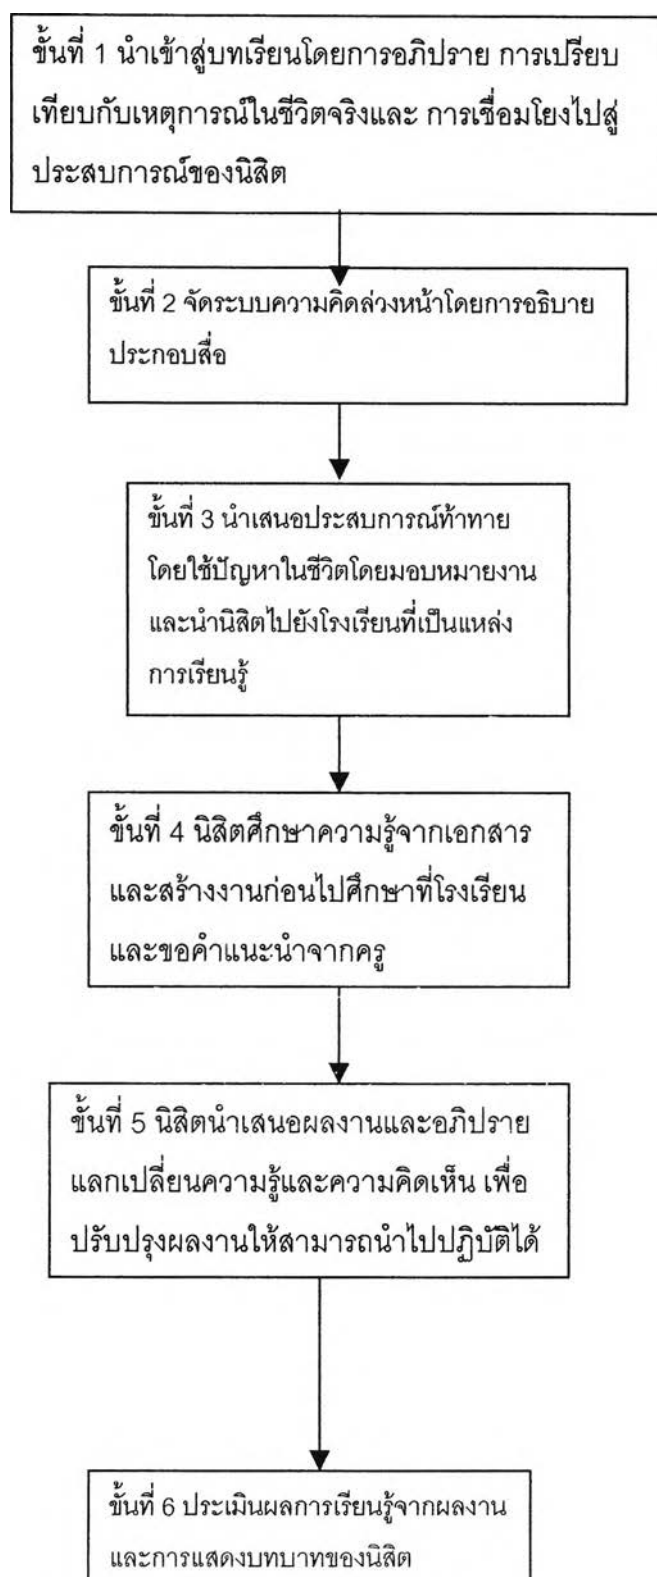 ขั้นที่ 1 นำเข้าสู่บทเรียนโดยการอภิปราย การเปรียบ
เทียบกับเหตุการณ์ในชีวิตจริงและ การเชื่อมโยงไปสู่
ประสบการณ์ของนิสิต
ขั้นที่ 2 จัดระบบความคิดล่วงหน้าโดยการอธิบาย
ประกอบสื่อ
ขั้นที่ 3 นำเสนอประสบการณ์ท้าทาย
โดยใช้ปัญหาในชีวิตโดยมอบหมายงาน
และนำนิสิตไปยังโรงเรียนที่เป็นแหล่ง
การเรียนรู้
ขั้นที่ 4 นิสิตศึกษาความรู้จากเอกสาร
และสร้างงานก่อนไปศึกษาที่โรงเรียน
และขอคำแนะนำจากครู
ขั้นที่ 5 นิสิตนำเสนอผลงานและอภิปราย
แลกเปลี่ยนความรู้และความคิดเห็น เพื่อ
ปรับปรุงผลงานให้สามารถนำไปปฏิบัติได้
ขั้นที่ 6 ประเมินผลการเรียนรู้จากผลงาน
และการแสดงบทบาทของนิสิต